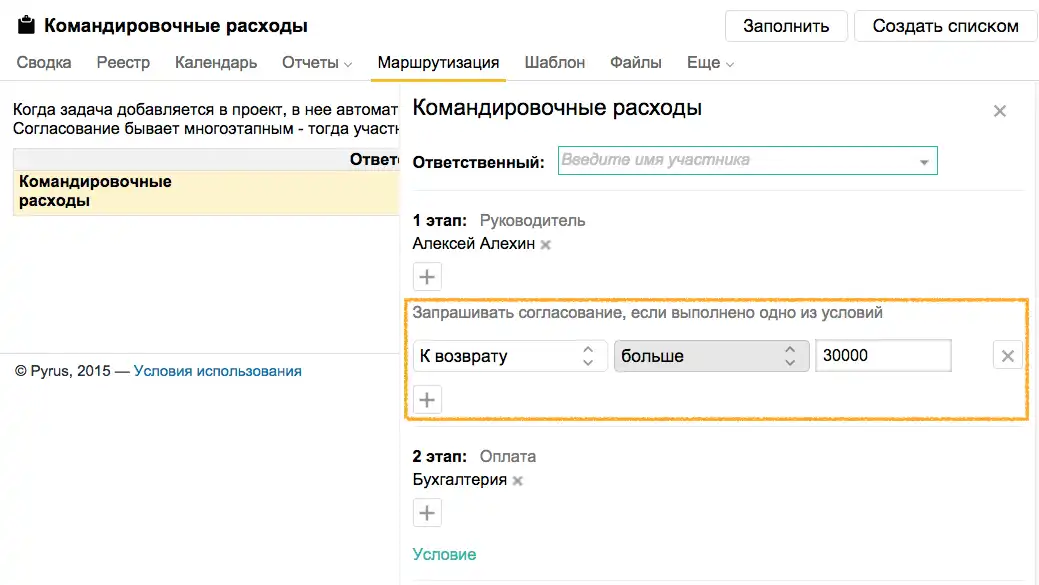 Командировочные расходы
Заполнить
Создать списком
Сводка
Реестр
Календарь
Отчеты
Маршрутизация
Шаблон
Файлы
Еще
Когда задача добавляется в проект, в нее автомат
Согласование бывает многоэтапным - тогда участн
Ответс
Командировочные
расходы
© Pyrus, 2015 — Условия использования
Командировочные расходы
Ответственный:
Введите имя участника
1 этап: Руководитель
Алексей Алехин
Запрашивать согласование, если выполнено одно из условий
К возврату
больше
30000
2 этап: Оплата
Бухгалтерия
Условие